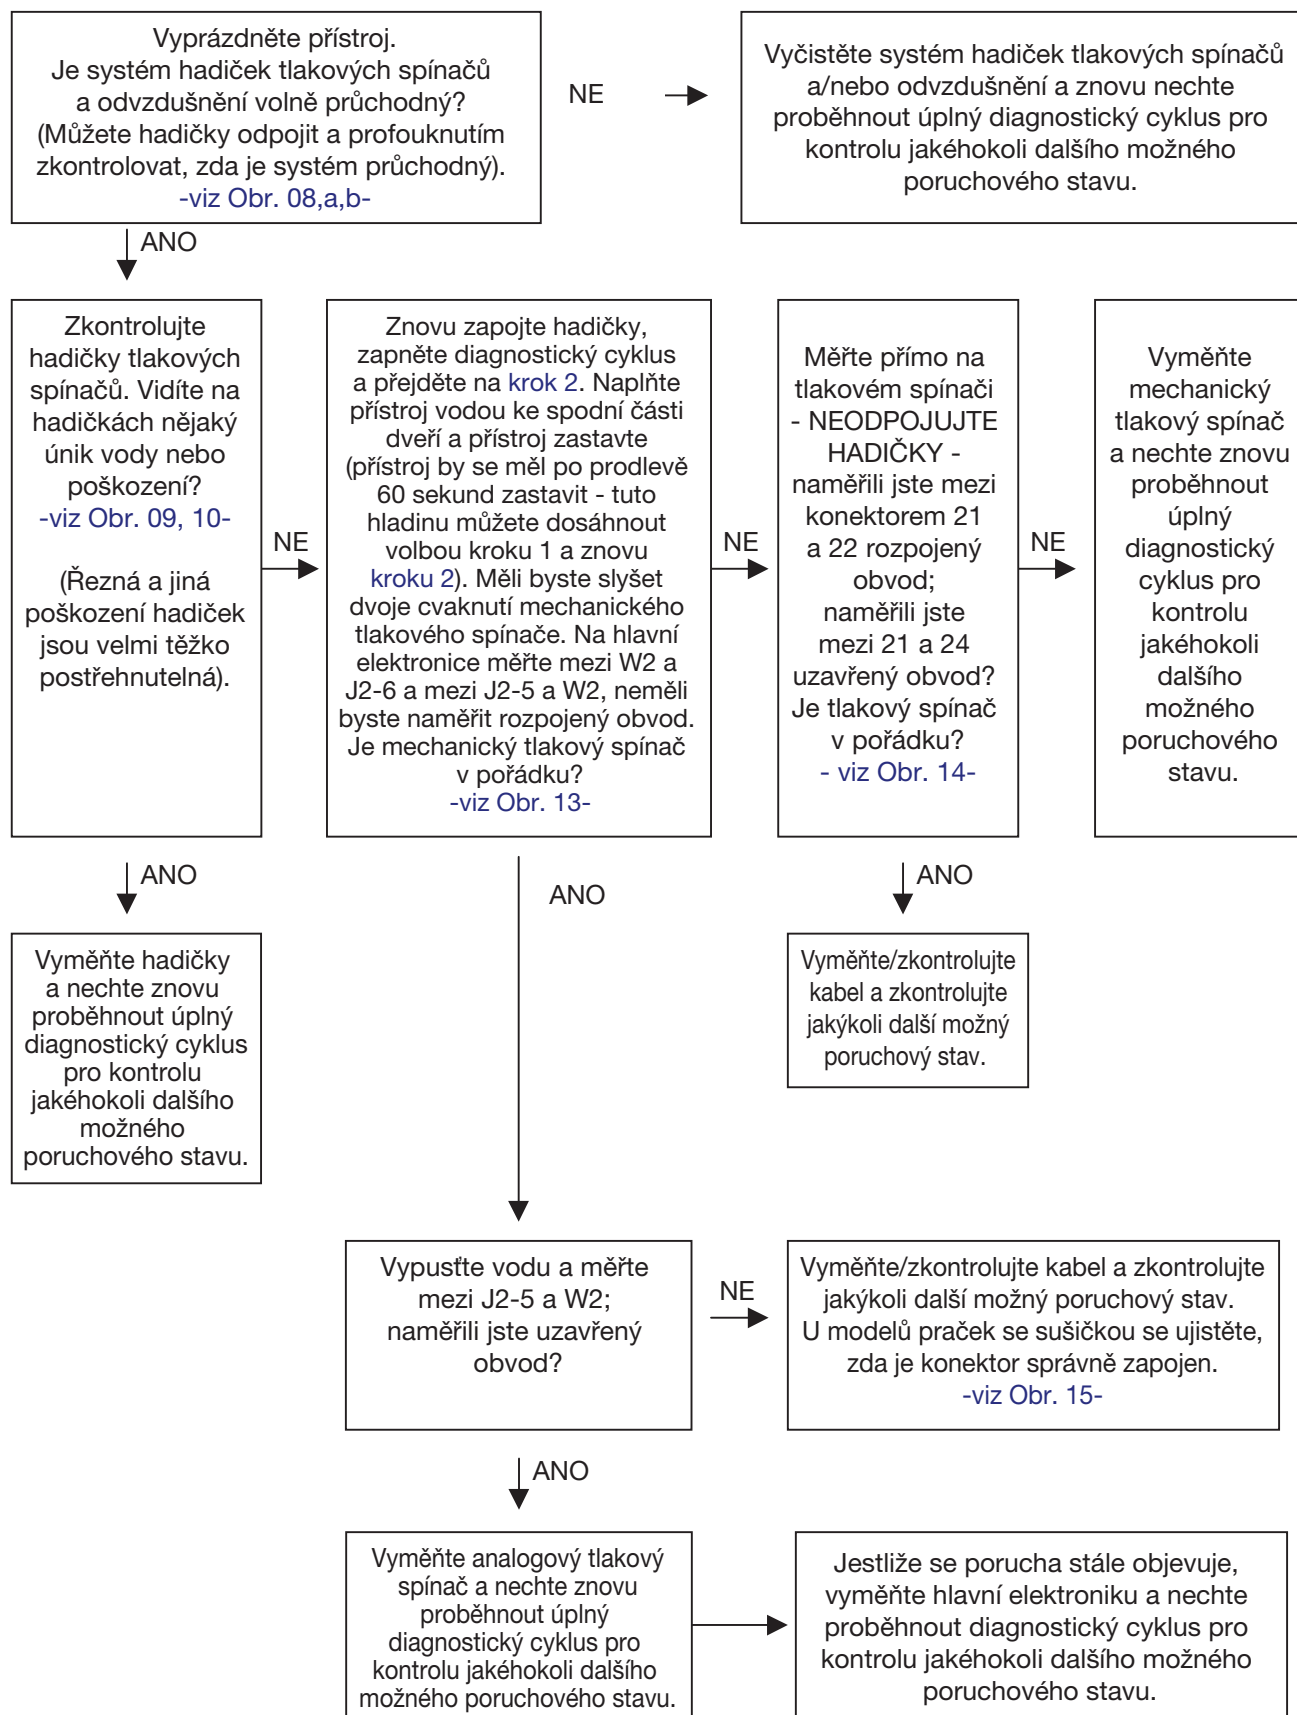 Vyprázdněte přístroj.
Je systém hadiček tlakových spínačů
a odvzdušnění volně průchodný?
(Můžete hadičky odpojit a profouknutím
zkontrolovat, zda je systém průchodný).
-viz Obr. 08,a,b-
NE
Vyčistěte systém hadiček tlakových spínačů
a/nebo odvzdušnění a znovu nechte
proběhnout úplný diagnostický cyklus pro
kontrolu jakéhokoli dalšího možného
poruchového stavu.
ANO
Zkontrolujte
hadičky tlakových
spínačů. Vidíte na
hadičkách nějaký
únik vody nebo
poškození?
-viz Obr. 09, 10-
(Řezná a jiná
poškození hadiček
jsou velmi těžko
postřehnutelná).
NE
Znovu zapojte hadičky,
zapněte diagnostický cyklus
a přejděte na krok 2. Naplňte
přístroj vodou ke spodní části
dveří a přístroj zastavte
(přístroj by se měl po prodlevě
60 sekund zastavit - tuto
hladinu můžete dosáhnout
volbou kroku 1 a znovu
kroku 2). Měli byste slyšet
dvoje cvaknutí mechanického
tlakového spínače. Na hlavní
elektronice měřte mezi W2 a
J2-6 a mezi J2-5 a W2, neměli
byste naměřit rozpojený obvod.
Je mechanický tlakový spínač
v pořádku?
-viz Obr. 13-
NE
Měřte přímo na
tlakovém spínači
- NEODPOJUJTE
HADIČKY -
naměřili jste mezi
konektorem 21
a 22 rozpojený
obvod;
naměřili jste
mezi 21 a 24
uzavřený obvod?
Je tlakový spínač
v pořádku?
- viz Obr. 14-
NE
Vyměňte
mechanický
tlakový spínač
a nechte znovu
proběhnout
úplný
diagnostický
cyklus pro
kontrolu
jakéhokoli
dalšího
možného
poruchového
stavu.
ANO
ANO
ANO
Vyměňte hadičky
a nechte znovu
proběhnout úplný
diagnostický cyklus
pro kontrolu
jakéhokoli dalšího
možného
poruchového stavu.
Vyměňte/zkontrolujte
kabel a zkontrolujte
jakýkoli další možný
poruchový stav.
Vypusťte vodu a měřte
mezi J2-5 a W2;
naměřili jste uzavřený
obvod?
NE
Vyměňte/zkontrolujte kabel a zkontrolujte
jakýkoli další možný poruchový stav.
U modelů praček se sušičkou se ujistěte,
zda je konektor správně zapojen.
-viz Obr. 15-
ANO
Vyměňte analogový tlakový
spínač a nechte znovu
proběhnout úplný
diagnostický cyklus pro
kontrolu jakéhokoli dalšího
možného poruchového stavu.
Jestliže se porucha stále objevuje,
vyměňte hlavní elektroniku a nechte
proběhnout diagnostický cyklus pro
kontrolu jakéhokoli dalšího možného
poruchového stavu.